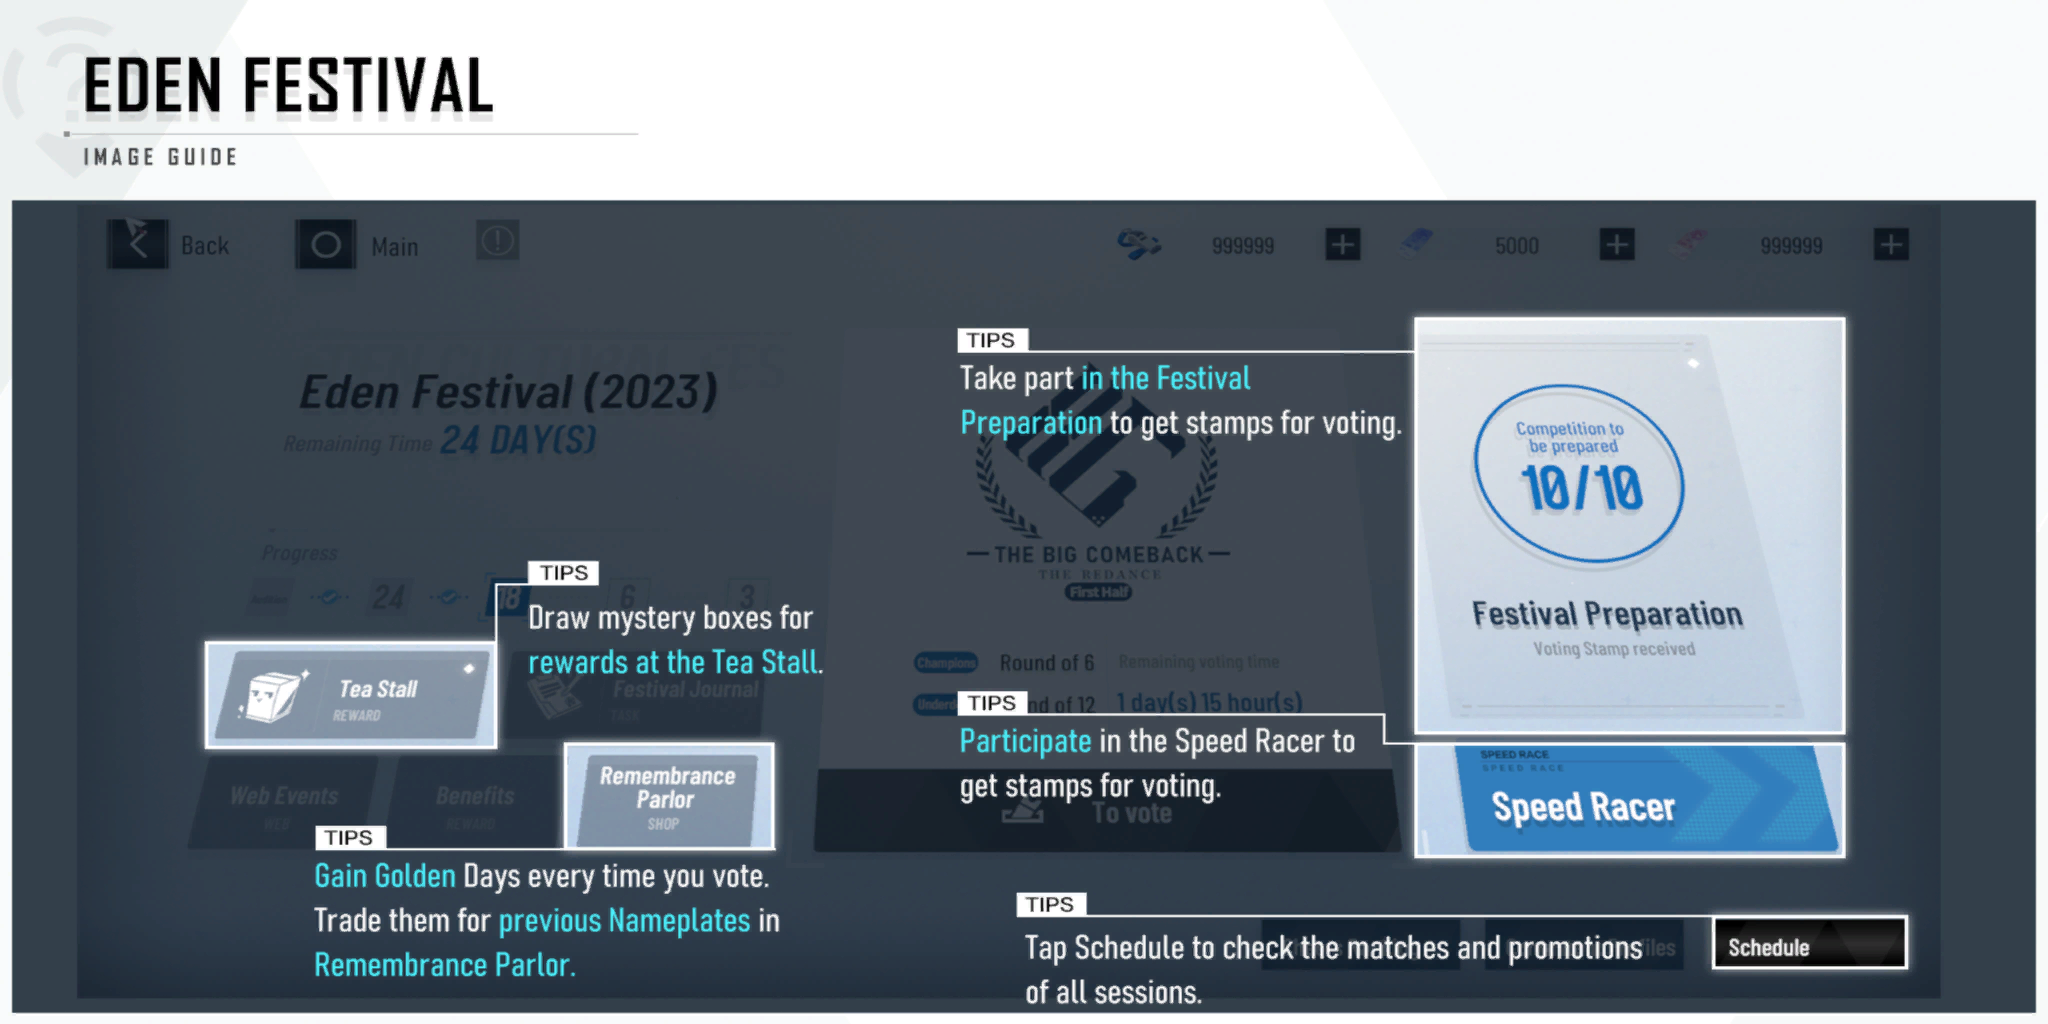 EDEN FESTIVAL
IMAGE GUIDE
Back
Main
999999
5000
999999
Eden Festival (2023)
Remaining Time 24 DAY(S)
Progress
24
18
6
3
TIPS
Draw mystery boxes for
rewards at the Tea Stall.
Tea Stall
REWARD
Festival Journal
TASK
Web Events
WEB
Benefits
REWARD
Remembrance
Parlor
SHOP
TIPS
Gain Golden Days every time you vote.
Trade them for previous Nameplates in
Remembrance Parlor.
TIPS
Take part in the Festival
Preparation to get stamps for voting.
THE BIG COMEBACK
THE REDANCE
First Half
Champions
Round of 6
Remaining voting time
nd of 12
1 day(s) 15 hour(s)
TIPS
Participate in the Speed Racer to
get stamps for voting.
To vote
Competition to
be prepared
10/10
Festival Preparation
Voting Stamp received
SPEED RACE
SPEED RACE
Speed Racer
TIPS
Tap Schedule to check the matches and promotions
of all sessions.
Schedule